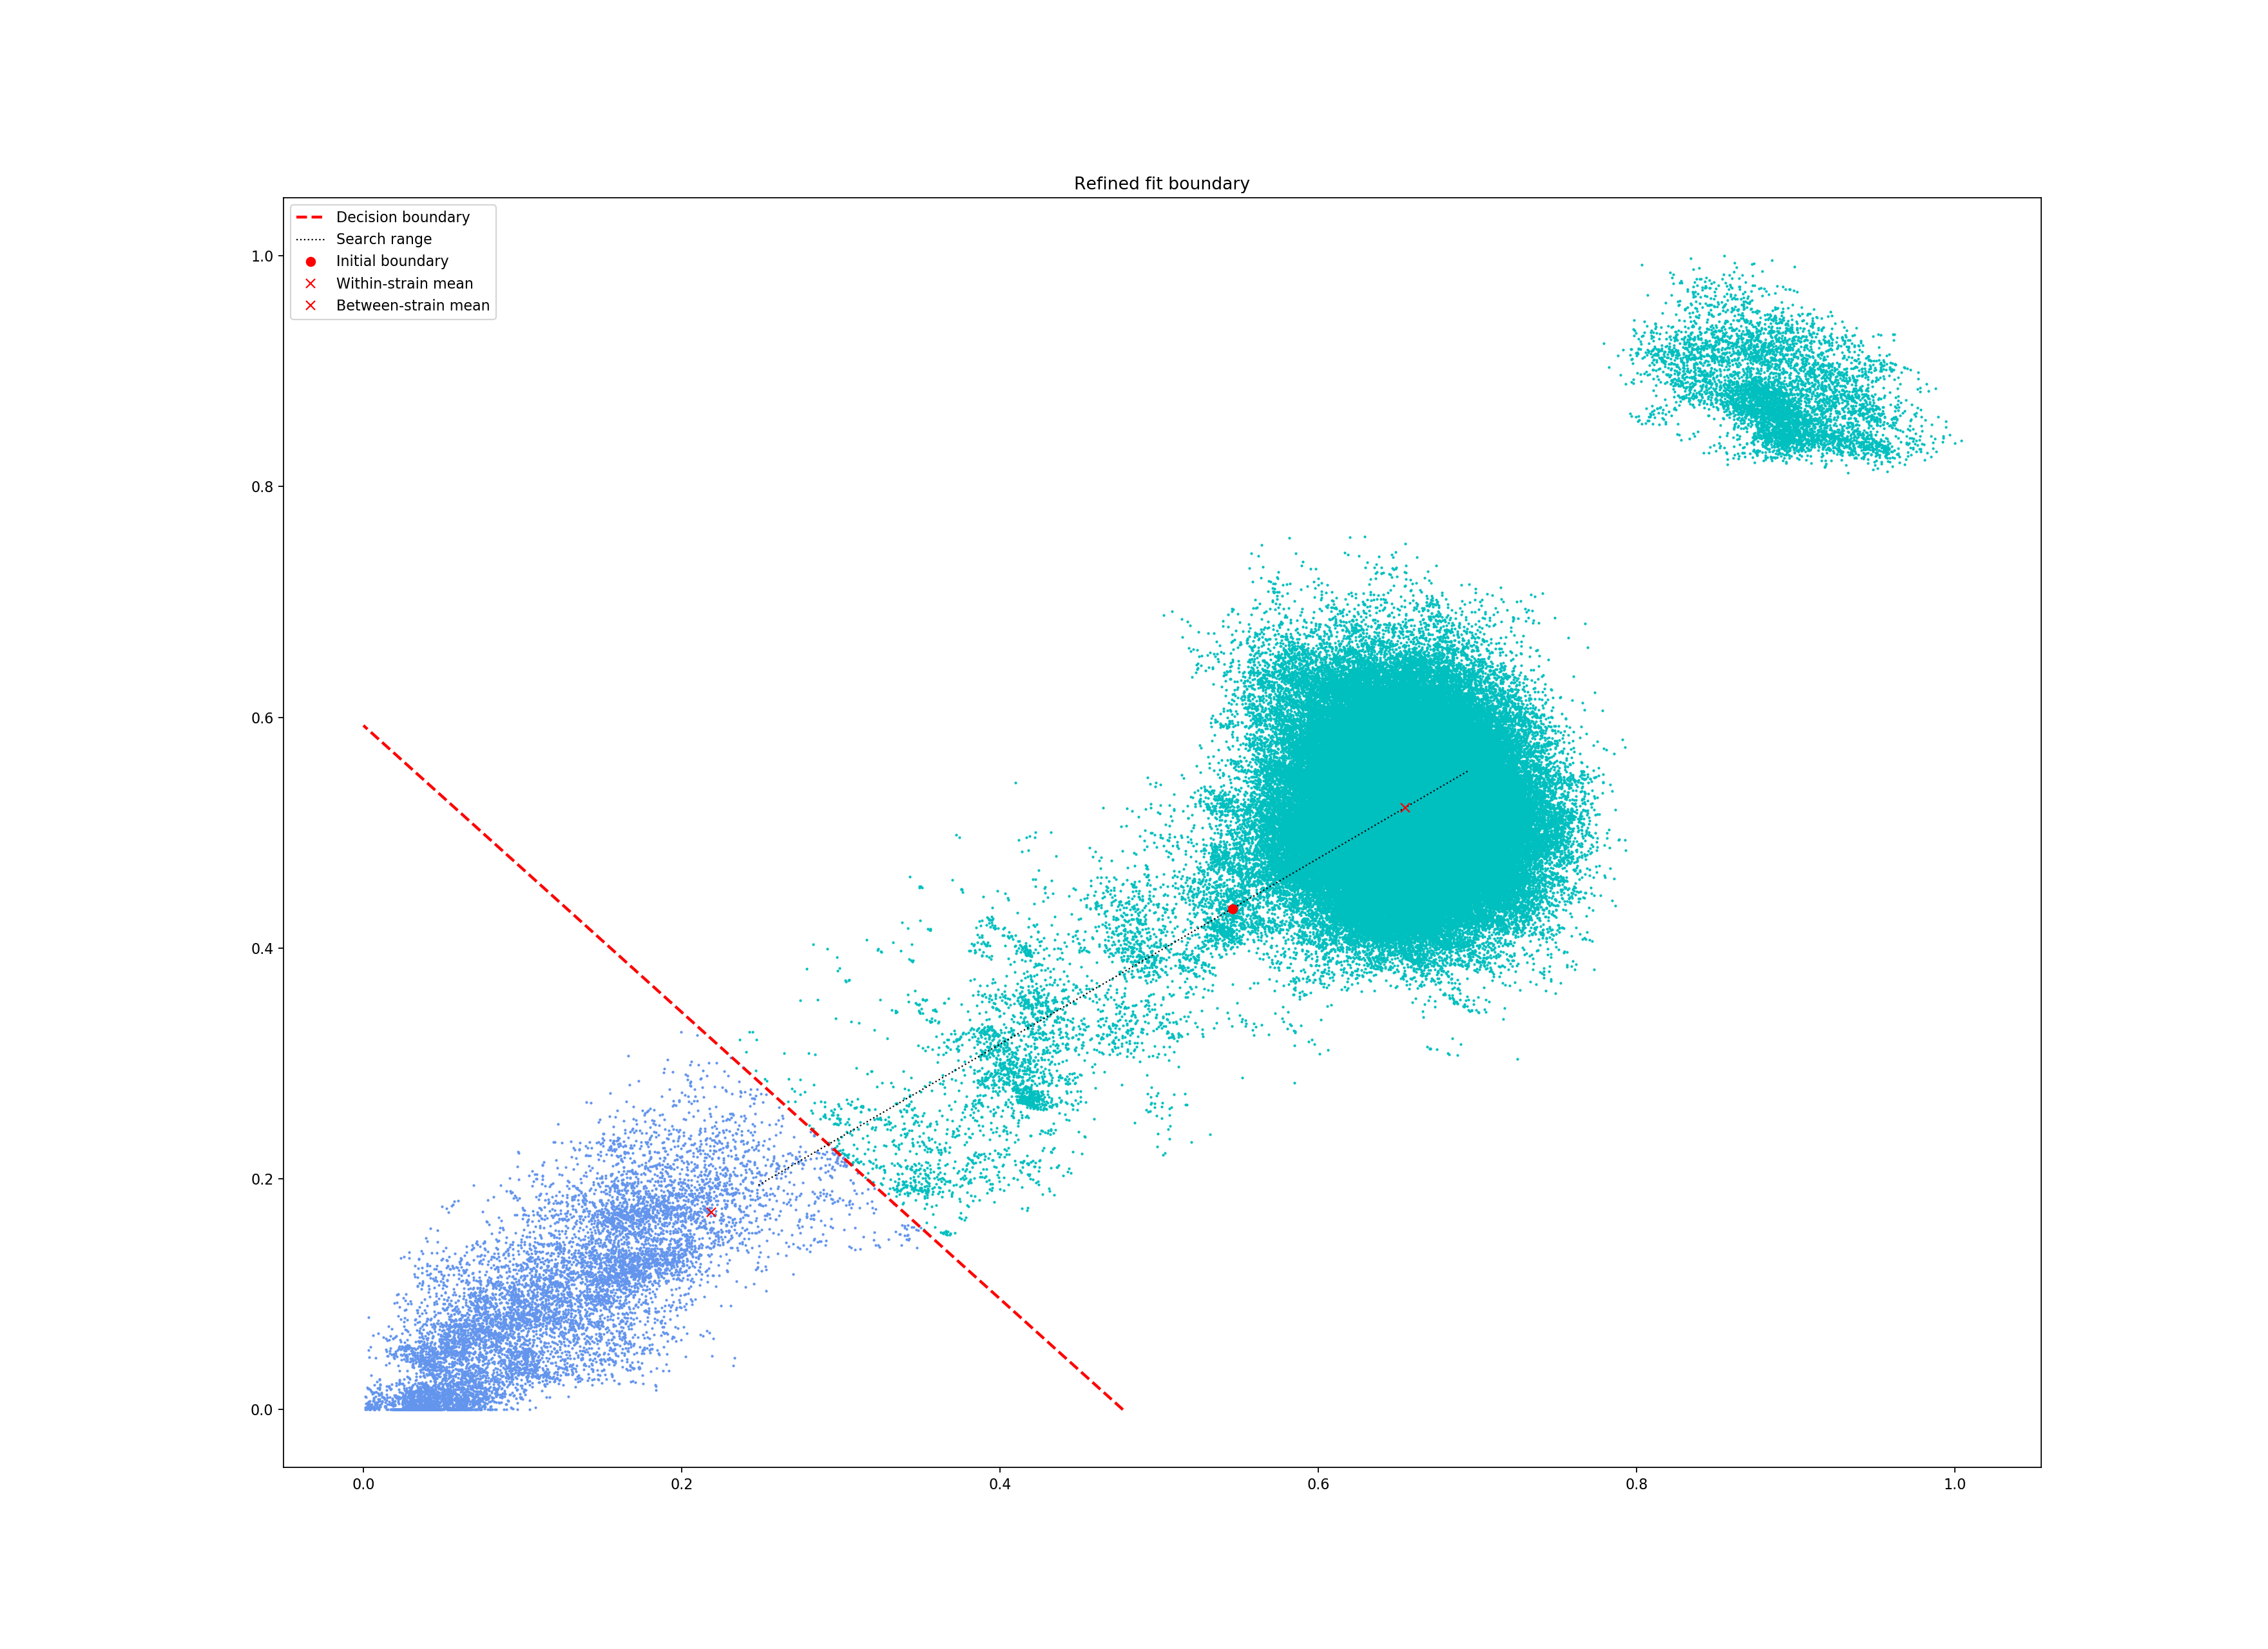 Refined fit boundary
Decision boundary
Search range
Initial boundary
Within-strain mean
Between-strain mean
1.0
0.8
0.6
0.4
0.2
0.0
0.0 0.2 0.4 0.6 0.8 1.0